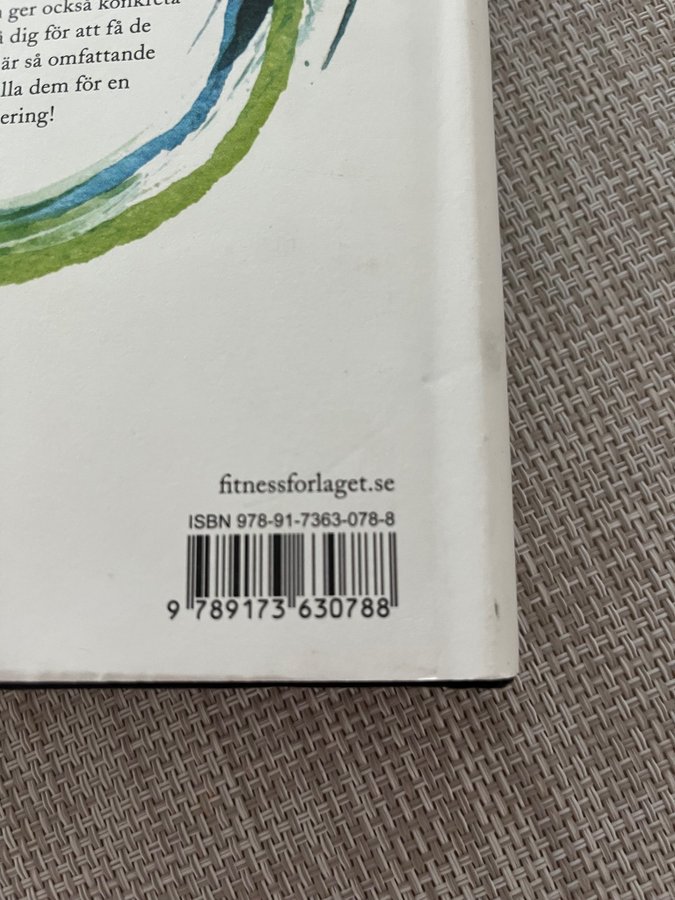 ger också konkreta
dig för att få de
är så omfattande
lla dem för en
ering!
fitnessforlaget.se
ISBN 978-91-7363-078-8
9 789173 630788